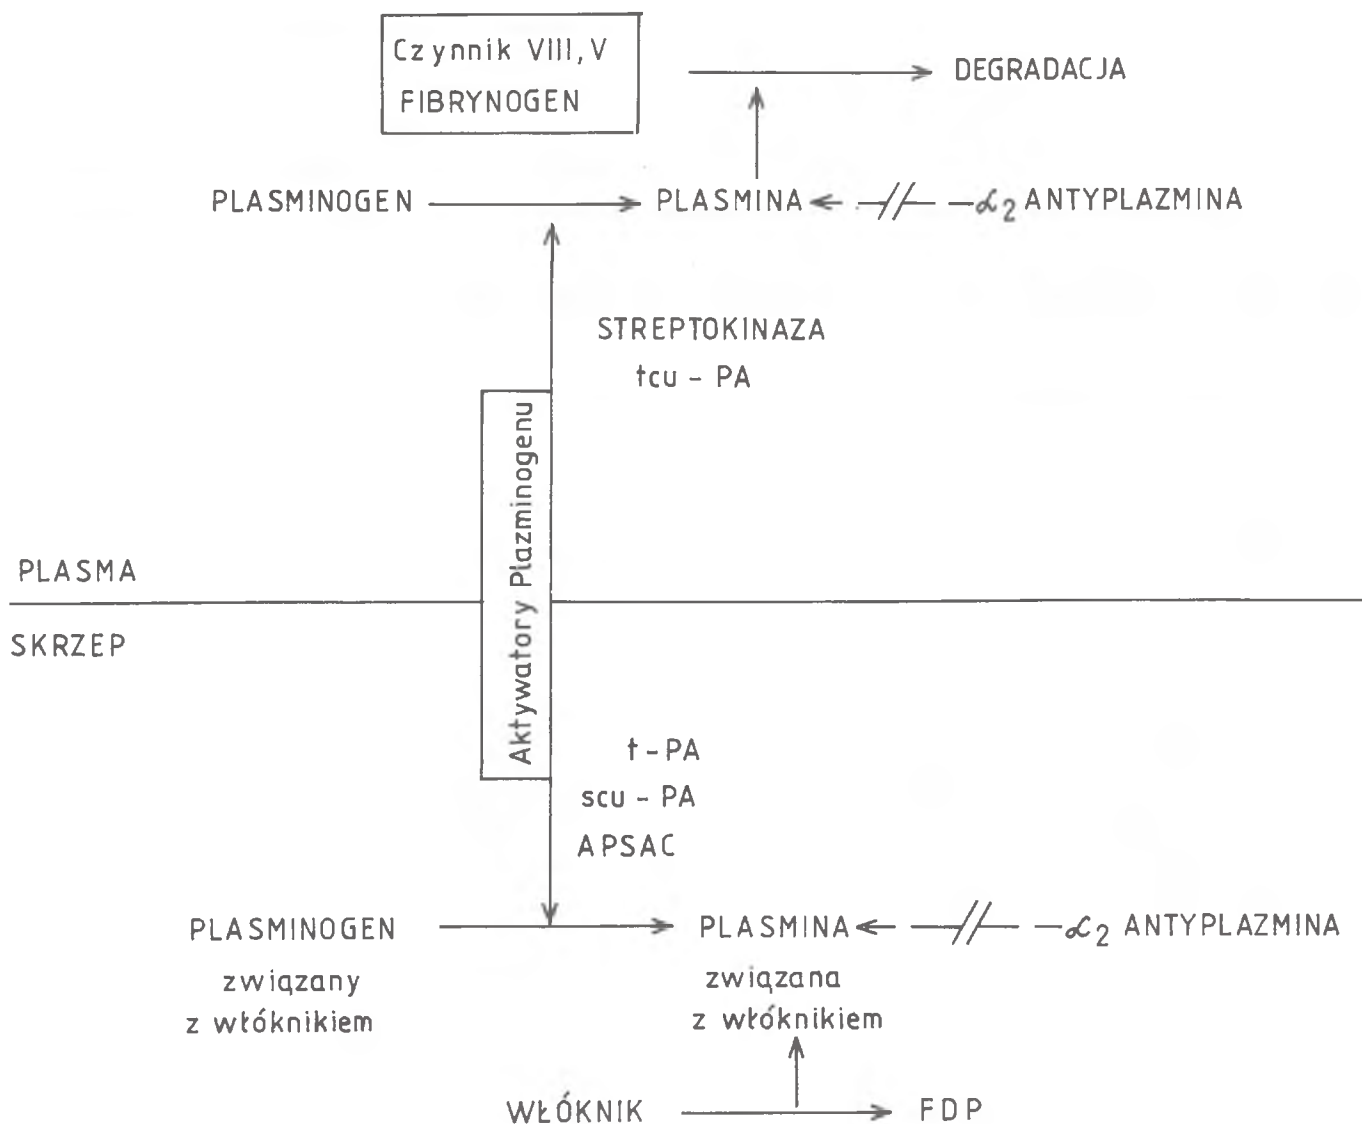 Czynnik VIII, V
FIBRYNOGEN
DEGRADACJA
PLASMINOGEN
PLASMINA
α2 ANTYPLAZMINA
STREPTOKINAZA
tcu - PA
Aktywatory Plazminogenu
PLASMA
SKRZEP
t - PA
scu - PA
APSAC
PLASMINOGEN
związany
z włóknikiem
PLASMINA
związana
z włóknikiem
α2 ANTYPLAZMINA
WŁÓKNIK
FDP